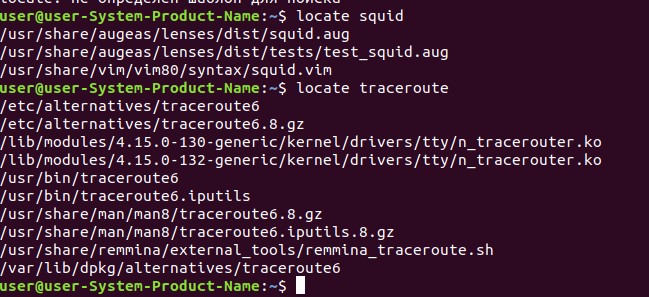 locate: не определен шаблон для поиска
user@user-System-Product-Name:~$ locate squid
/usr/share/augeas/lenses/dist/squid.aug
/usr/share/augeas/lenses/dist/tests/test_squid.aug
/usr/share/vim/vim80/syntax/squid.vim
user@user-System-Product-Name:~$ locate traceroute
/etc/alternatives/traceroute6
/etc/alternatives/traceroute6.8.gz
/lib/modules/4.15.0-130-generic/kernel/drivers/tty/n_tracerouter.ko
/lib/modules/4.15.0-132-generic/kernel/drivers/tty/n_tracerouter.ko
/usr/bin/traceroute6
/usr/bin/traceroute6.iputils
/usr/share/man/man8/traceroute6.8.gz
/usr/share/man/man8/traceroute6.iputils.8.gz
/usr/share/remmina/external_tools/remmina_traceroute.sh
/var/lib/dpkg/alternatives/traceroute6
user@user-System-Product-Name:~$